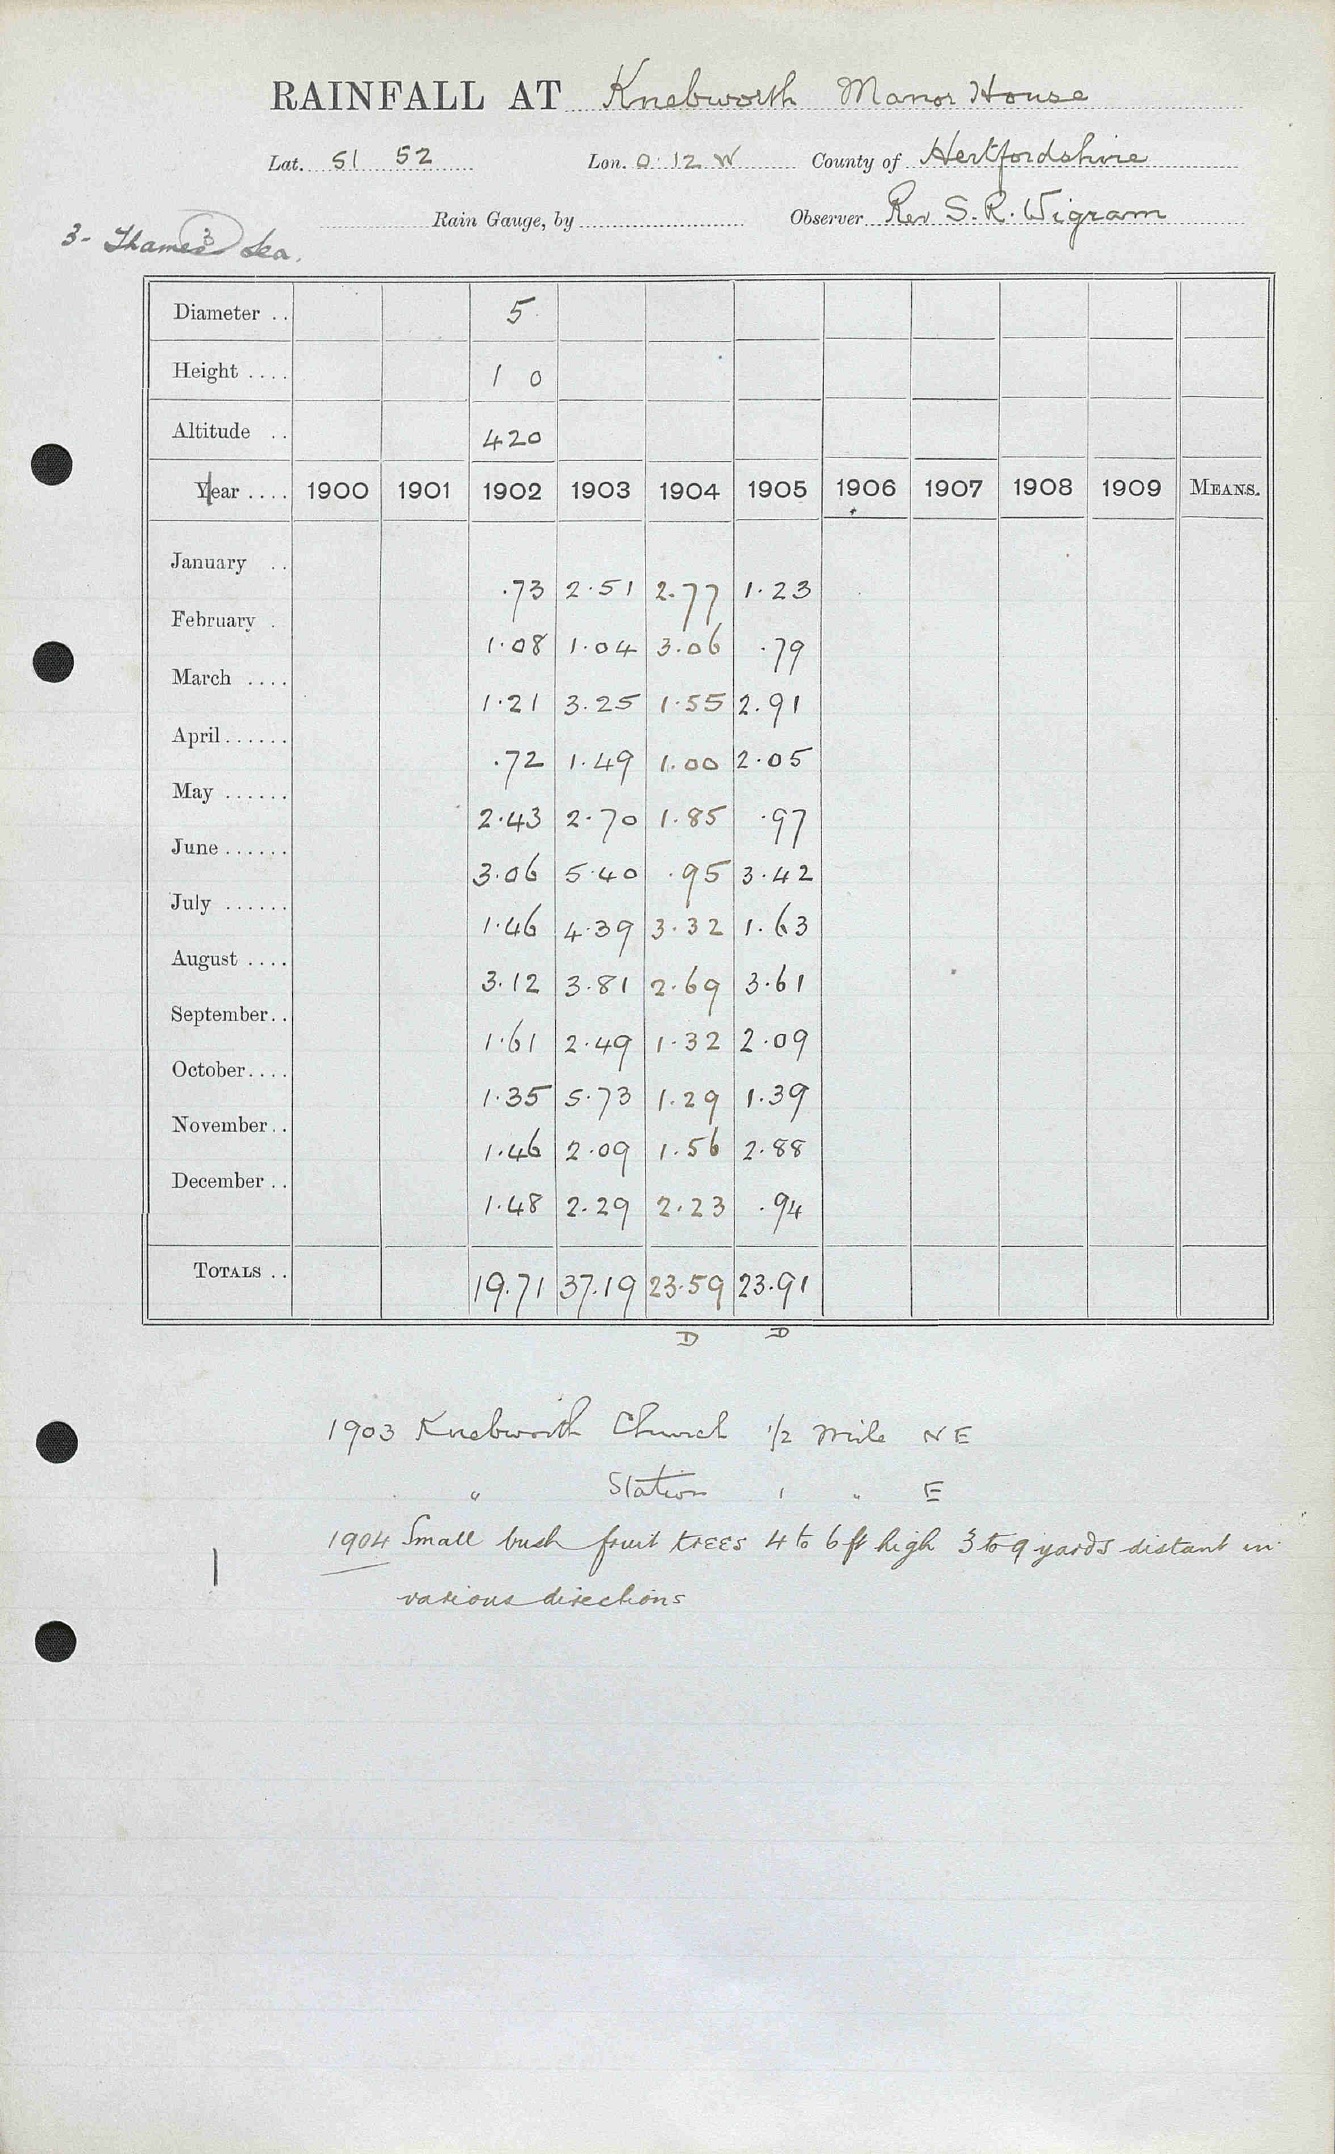 RAINFALL AT Knebworth Manor House
Lat. 51 52 Lon. 0 12 W County of Hertfordshire
Rain Gauge, by Observer Rev S. R. Wigram
3- Thames 3 Lea.
Diameter .. 5
Height .... 1 0
Altitude .. 420
Year .... 1900 1901 1902 1903 1904 1905 1906 1907 1908 1909 MEANS.
January .. .73 2.51 2.77 1.23
February . 1.08 1.04 3.06 .79
March .... 1.21 3.25 1.55 2.91
April...... .72 1.49 1.00 2.05
May ...... 2.43 2.70 1.85 .97
June ...... 3.06 5.40 .95 3.42
July ...... 1.46 4.39 3.32 1.63
August .... 3.12 3.81 2.69 3.61
September.. 1.61 2.49 1.32 2.09
October.... 1.35 5.73 1.29 1.39
November.. 1.46 2.09 1.56 2.88
December .. 1.48 2.29 2.23 .94
TOTALS .. 19.71 37.19 23.59 23.91
D D
1903 Knebworth Church 1/2 mile NE
" Station 1 " E
1904 Small bush fruit trees 4 to 6 ft high 3 to 9 yards distant in
various directions